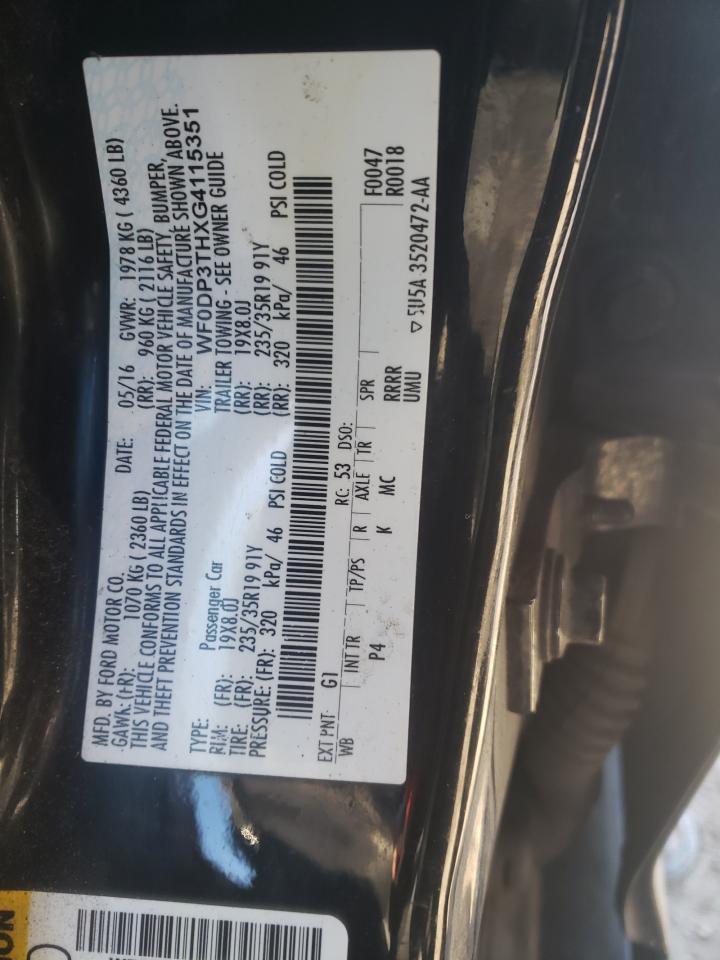 MFD. BY FORD MOTOR CO.
DATE: 05/16 GVWR: 1978 KG ( 4360 LB)
GAWR:(FR): 1070 KG ( 2360 LB) (RR): 960 KG ( 2116 LB)
THIS VEHICLE CONFORMS TO ALL APPLICABLE FEDERAL MOTOR VEHICLE SAFETY, BUMPER,
AND THEFT PREVENTION STANDARDS IN EFFECT ON THE DATE OF MANUFACTURE SHOWN ABOVE.
VIN: WF0DP3THXG4115351
TYPE: Passenger Car TRAILER TOWING - SEE OWNER GUIDE
RIM: (FR): 19X8.0J (RR): 19X8.0J
TIRE: (FR): 235/35R19 91Y (RR): 235/35R19 91Y
PRESSURE: (FR): 320 kPa/ 46 PSI COLD (RR): 320 kPa/ 46 PSI COLD
EXT PNT: G1 RC: 53 DSO: F0047
WB INT TR TP/PS R AXLE TR SPR R0018
P4 K MC RRRR
UMU
▽5U5A 3520472-AA